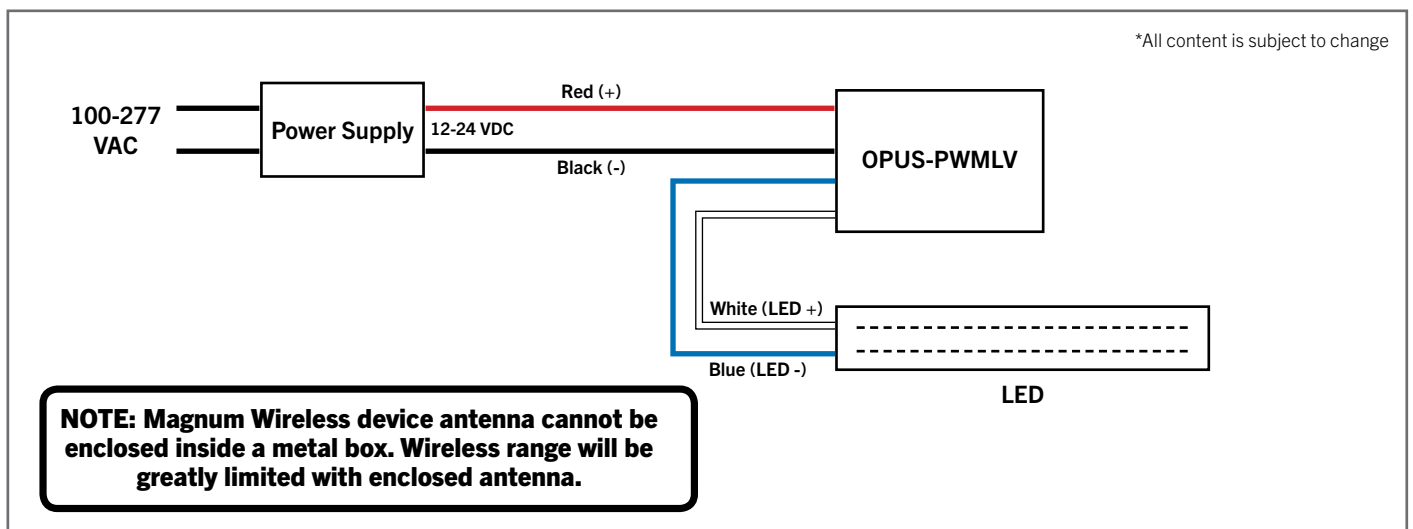 *All content is subject to change
100-277
VAC
Power Supply
Red (+)
12-24 VDC
Black (-)
OPUS-PWMLV
White (LED +)
Blue (LED -)
LED
NOTE: Magnum Wireless device antenna cannot be
enclosed inside a metal box. Wireless range will be
greatly limited with enclosed antenna.